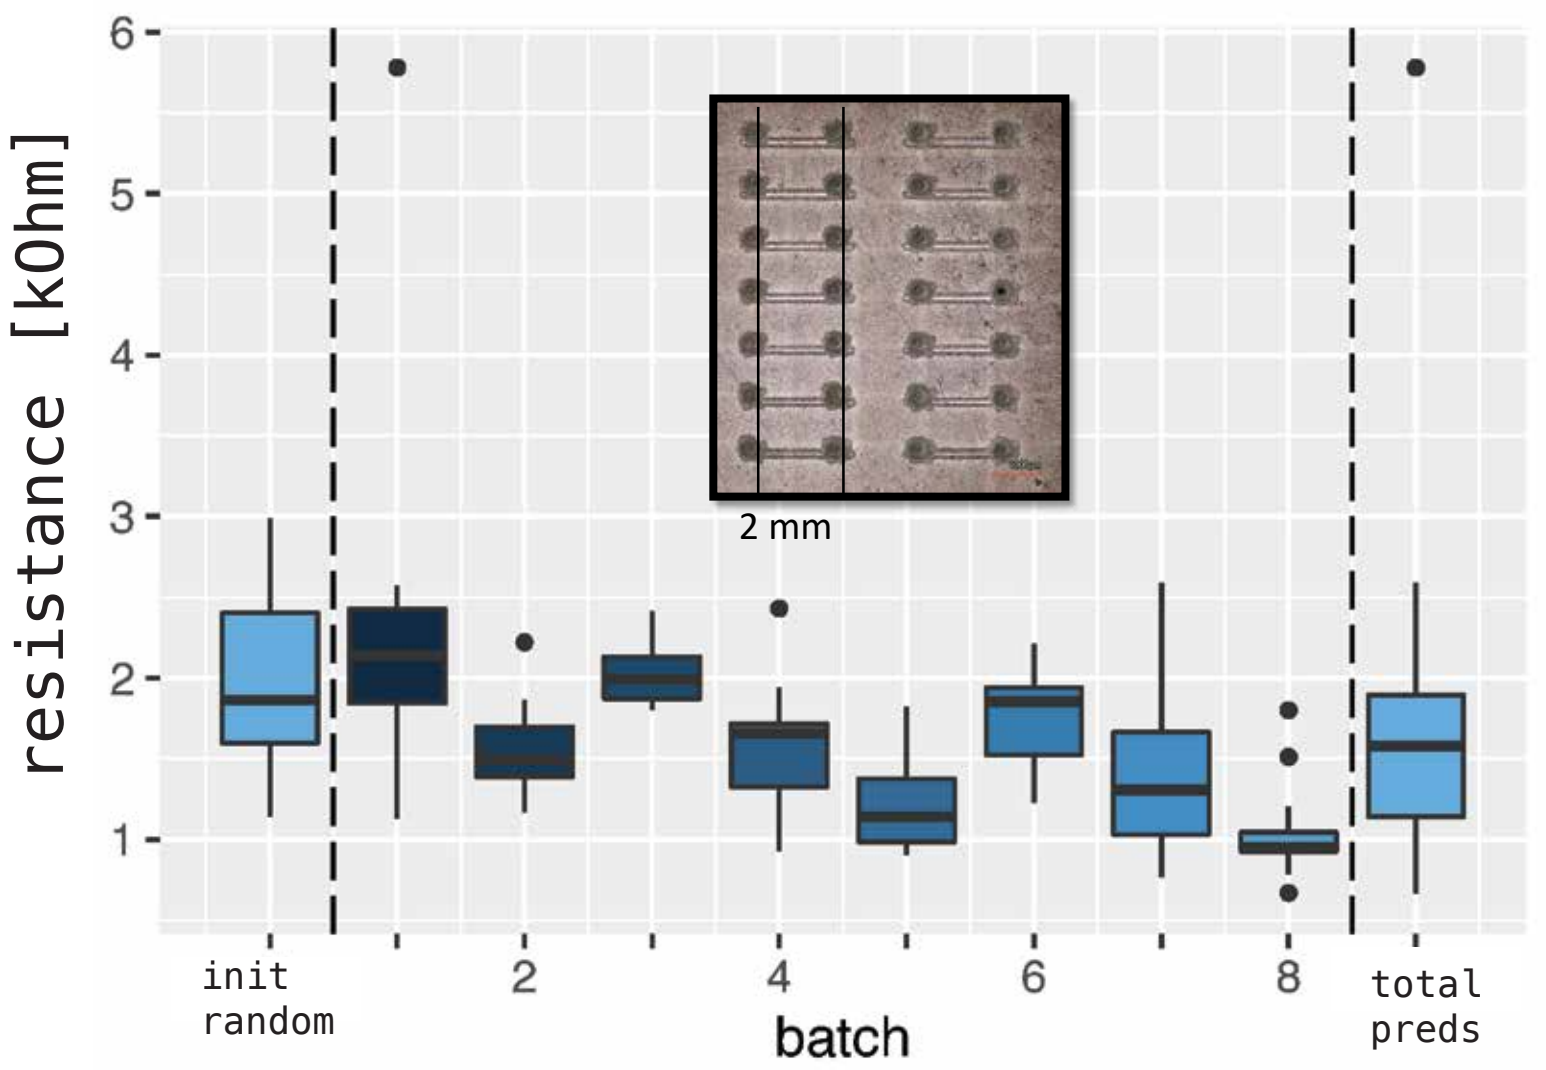 6
5
4
3
2
1
resistance [kOhm]
2 mm
init
random
2
4
6
8
total
preds
batch